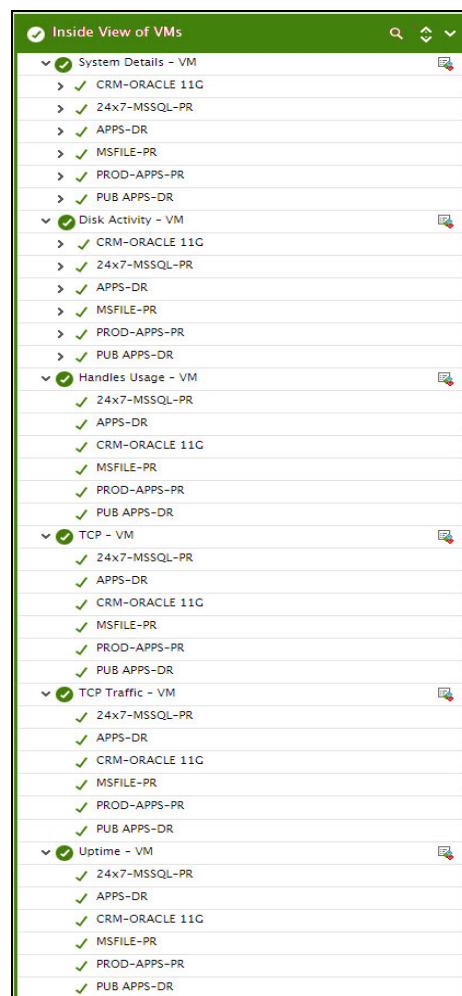 Inside View of VMs
System Details - VM
CRM-ORACLE 11G
24x7-MSSQL-PR
APPS-DR
MSFILE-PR
PROD-APPS-PR
PUB APPS-DR
Disk Activity - VM
CRM-ORACLE 11G
24x7-MSSQL-PR
APPS-DR
MSFILE-PR
PROD-APPS-PR
PUB APPS-DR
Handles Usage - VM
24x7-MSSQL-PR
APPS-DR
CRM-ORACLE 11G
MSFILE-PR
PROD-APPS-PR
PUB APPS-DR
TCP - VM
24x7-MSSQL-PR
APPS-DR
CRM-ORACLE 11G
MSFILE-PR
PROD-APPS-PR
PUB APPS-DR
TCP Traffic - VM
24x7-MSSQL-PR
APPS-DR
CRM-ORACLE 11G
MSFILE-PR
PROD-APPS-PR
PUB APPS-DR
Uptime - VM
24x7-MSSQL-PR
APPS-DR
CRM-ORACLE 11G
MSFILE-PR
PROD-APPS-PR
PUB APPS-DR